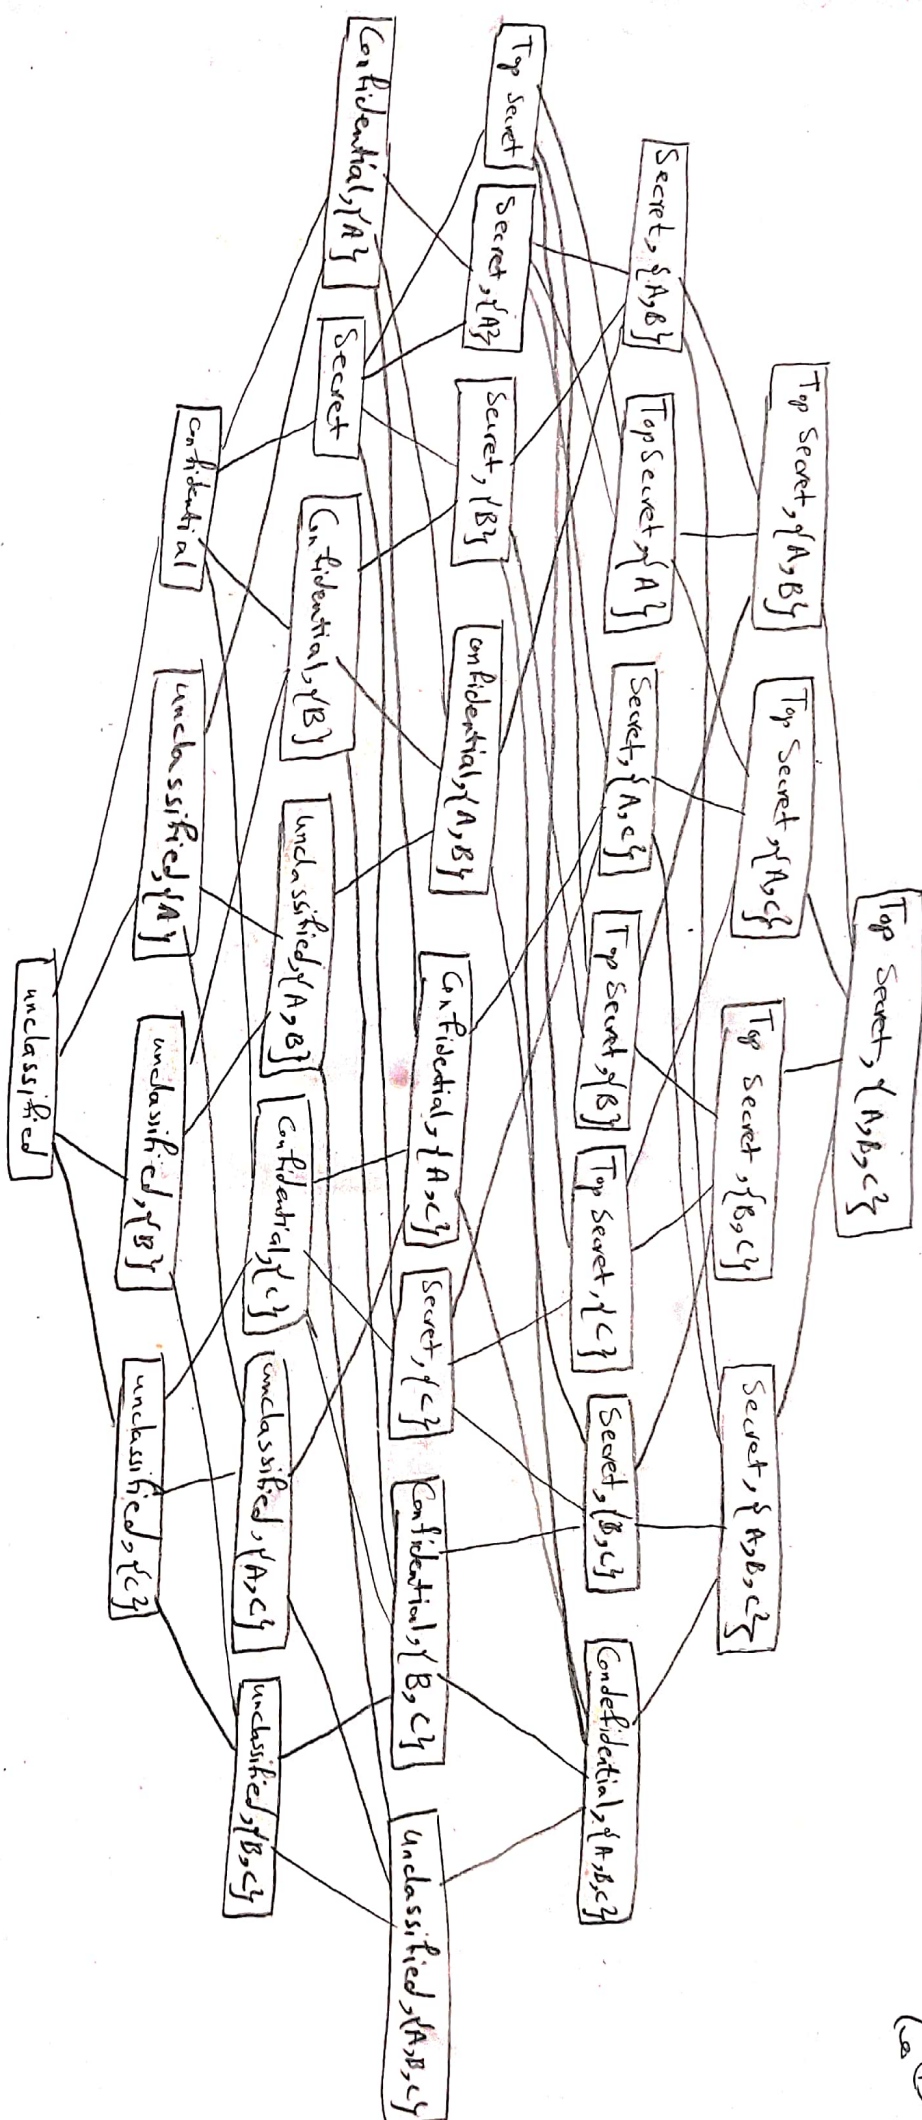 Top Secret, {A,B,C}
Top Secret, {A,B}
Top Secret, {A,C}
Top Secret, {B,C}
Secret, {A,B,C}
Secret, {A,B}
Top Secret, {A}
Secret, {A,C}
Top Secret, {B}
Top Secret, {C}
Secret, {B,C}
Condefidential, {A,B,C}
Top Secret
Secret, {A}
Secret, {B}
Confidential, {A,B}
Confidential, {A,C}
Secret, {C}
Confidential, {B,C}
unclassified, {A,B,C}
Confidential, {A}
Secret
Confidential, {B}
unclassified, {A,B}
Confidential, {C}
unclassified, {A,C}
unclassified, {B,C}
Confidential
unclassified, {A}
unclassified, {B}
unclassified, {C}
unclassified